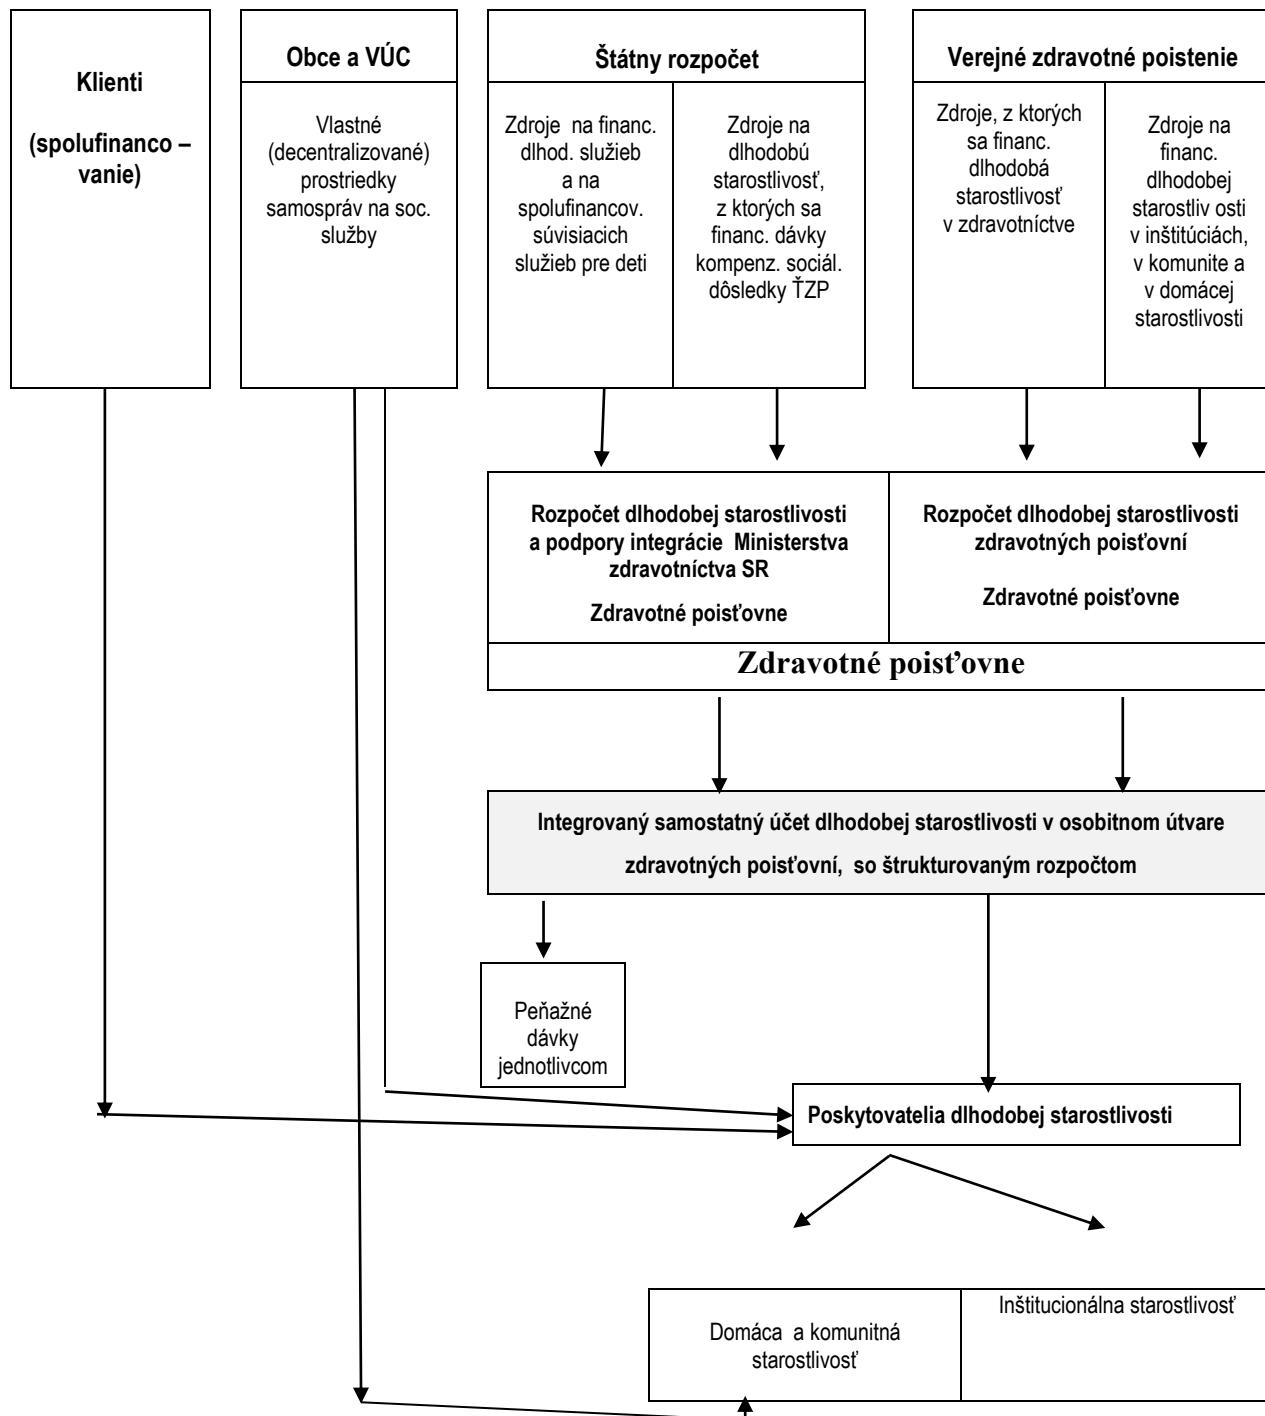 Klienti
(spolufinanco –
vanie)
Obce a VÚC
Vlastné
(decentralizované)
prostriedky
samospráv na soc.
služby
Štátny rozpočet
Zdroje na financ.
dlhod. služieb
a na
spolufinancov.
súvisiacich
služieb pre deti
Zdroje na
dlhodobú
starostlivosť,
z ktorých sa
financ. dávky
kompenz. sociál.
dôsledky ŤZP
Verejné zdravotné poistenie
Zdroje, z ktorých
sa financ.
dlhodobá
starostlivosť
v zdravotníctve
Zdroje na
financ.
dlhodobej
starostliv osti
v inštitúciách,
v komunite a
v domácej
starostlivosti
Rozpočet dlhodobej starostlivosti
a podpory integrácie Ministerstva
zdravotníctva SR
Zdravotné poisťovne
Rozpočet dlhodobej starostlivosti
zdravotných poisťovní
Zdravotné poisťovne
Zdravotné poisťovne
Integrovaný samostatný účet dlhodobej starostlivosti v osobitnom útvare
zdravotných poisťovní, so štrukturovaným rozpočtom
Peňažné
dávky
jednotlivcom
Poskytovatelia dlhodobej starostlivosti
Domáca a komunitná
starostlivosť
Inštitucionálna starostlivosť